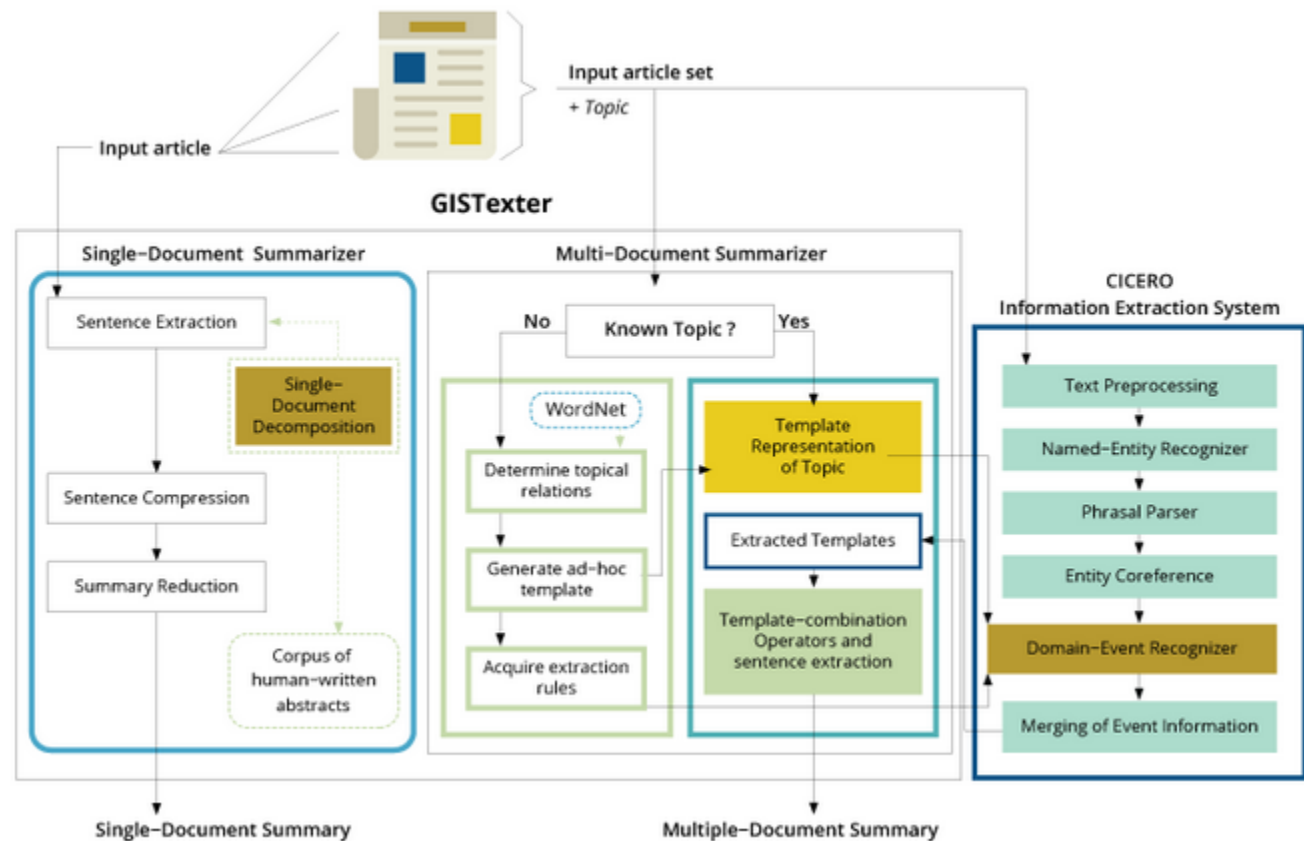 Input article set
+ Topic
Input article
GISTexter
Single-Document Summarizer
Sentence Extraction
Single-
Document
Decomposition
Sentence Compression
Summary Reduction
Corpus of
human-written
abstracts
Single-Document Summary
Multi-Document Summarizer
No
Known Topic ?
Yes
WordNet
Determine topical
relations
Generate ad-hoc
template
Acquire extraction
rules
Template
Representation
of Topic
Extracted Templates
Template-combination
Operators and
sentence extraction
Multiple-Document Summary
CICERO
Information Extraction System
Text Preprocessing
Named-Entity Recognizer
Phrasal Parser
Entity Coreference
Domain-Event Recognizer
Merging of Event Information